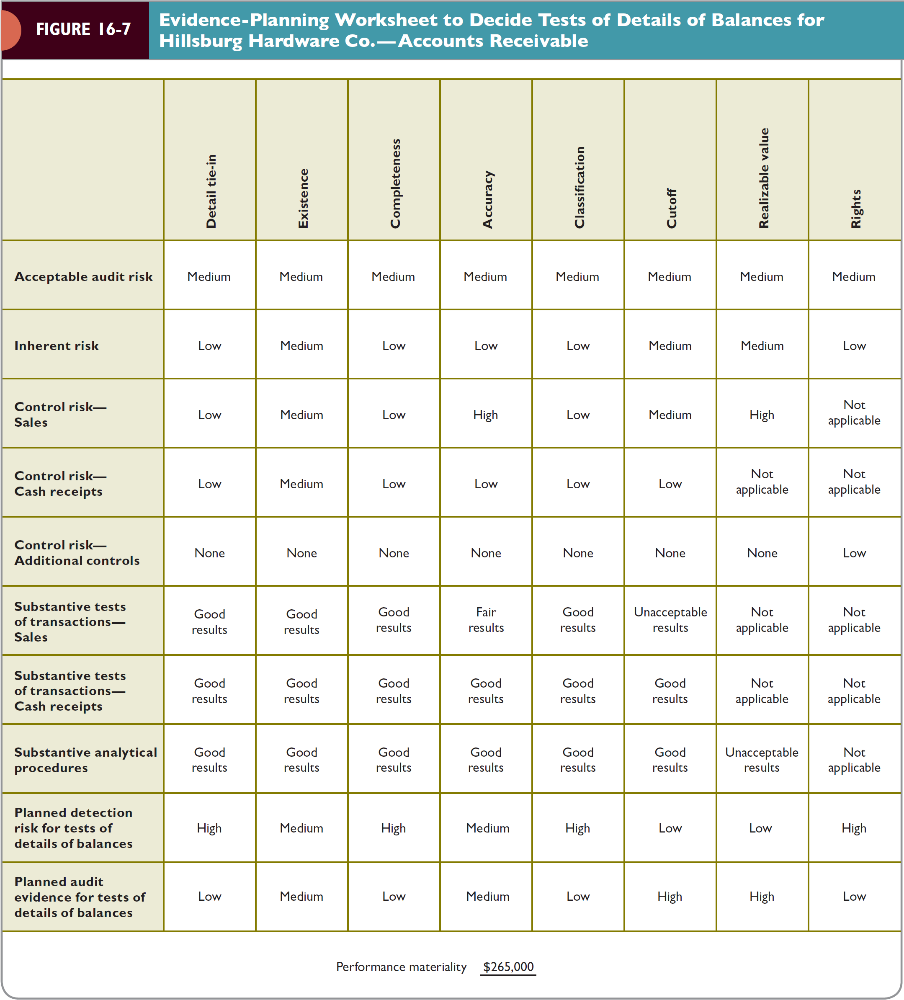 FIGURE 16-7
Evidence-Planning Worksheet to Decide Tests of Details of Balances for
Hillsburg Hardware Co.—Accounts Receivable
Detail tie-in
Existence
Completeness
Accuracy
Classification
Cutoff
Realizable value
Rights
Acceptable audit risk
Medium
Medium
Medium
Medium
Medium
Medium
Medium
Medium
Inherent risk
Low
Medium
Low
Low
Low
Medium
Medium
Low
Control risk—
Sales
Low
Medium
Low
High
Low
Medium
High
Not
applicable
Control risk—
Cash receipts
Low
Medium
Low
Low
Low
Low
Not
applicable
Not
applicable
Control risk—
Additional controls
None
None
None
None
None
None
None
Low
Substantive tests
of transactions—
Sales
Good
results
Good
results
Good
results
Fair
results
Good
results
Unacceptable
results
Not
applicable
Not
applicable
Substantive tests
of transactions—
Cash receipts
Good
results
Good
results
Good
results
Good
results
Good
results
Good
results
Not
applicable
Not
applicable
Substantive analytical
procedures
Good
results
Good
results
Good
results
Good
results
Good
results
Good
results
Unacceptable
results
Not
applicable
Planned detection
risk for tests of
details of balances
High
Medium
High
Medium
High
Low
Low
High
Planned audit
evidence for tests of
details of balances
Low
Medium
Low
Medium
Low
High
High
Low
Performance materiality $265,000